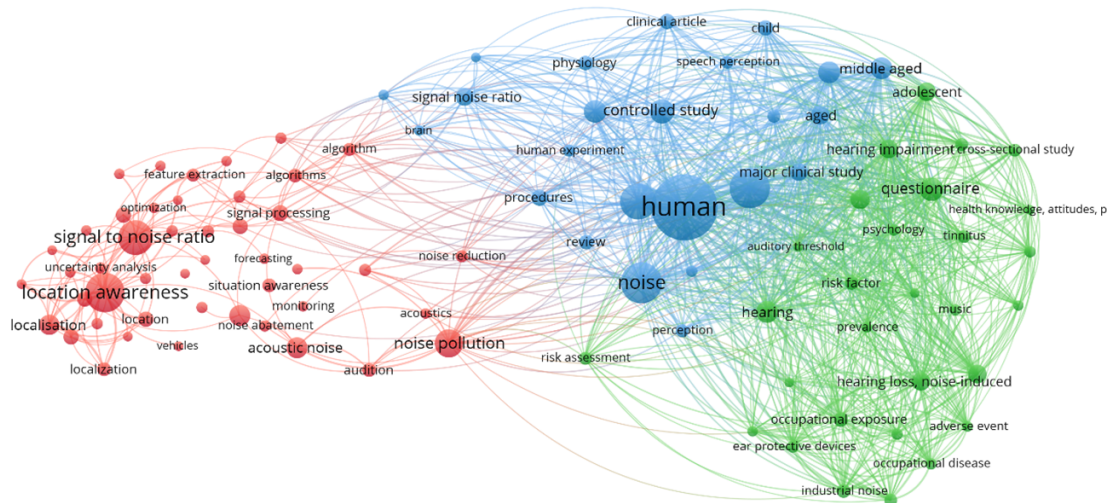 clinical article
child
physiology
speech perception
middle aged
adolescent
signal noise ratio
controlled study
aged
brain
algorithm
human experiment
hearing impairment
cross-sectional study
feature extraction
algorithms
major clinical study
questionnaire
optimization
signal processing
procedures
human
health knowledge, attitudes, p
signal to noise ratio
review
psychology
tinnitus
auditory threshold
uncertainty analysis
forecasting
noise reduction
noise
risk factor
location awareness
situation awareness
monitoring
music
localisation
location
noise abatement
acoustics
hearing
prevalence
perception
vehicles
acoustic noise
noise pollution
risk assessment
localization
audition
hearing loss, noise-induced
occupational exposure
adverse event
ear protective devices
occupational disease
industrial noise